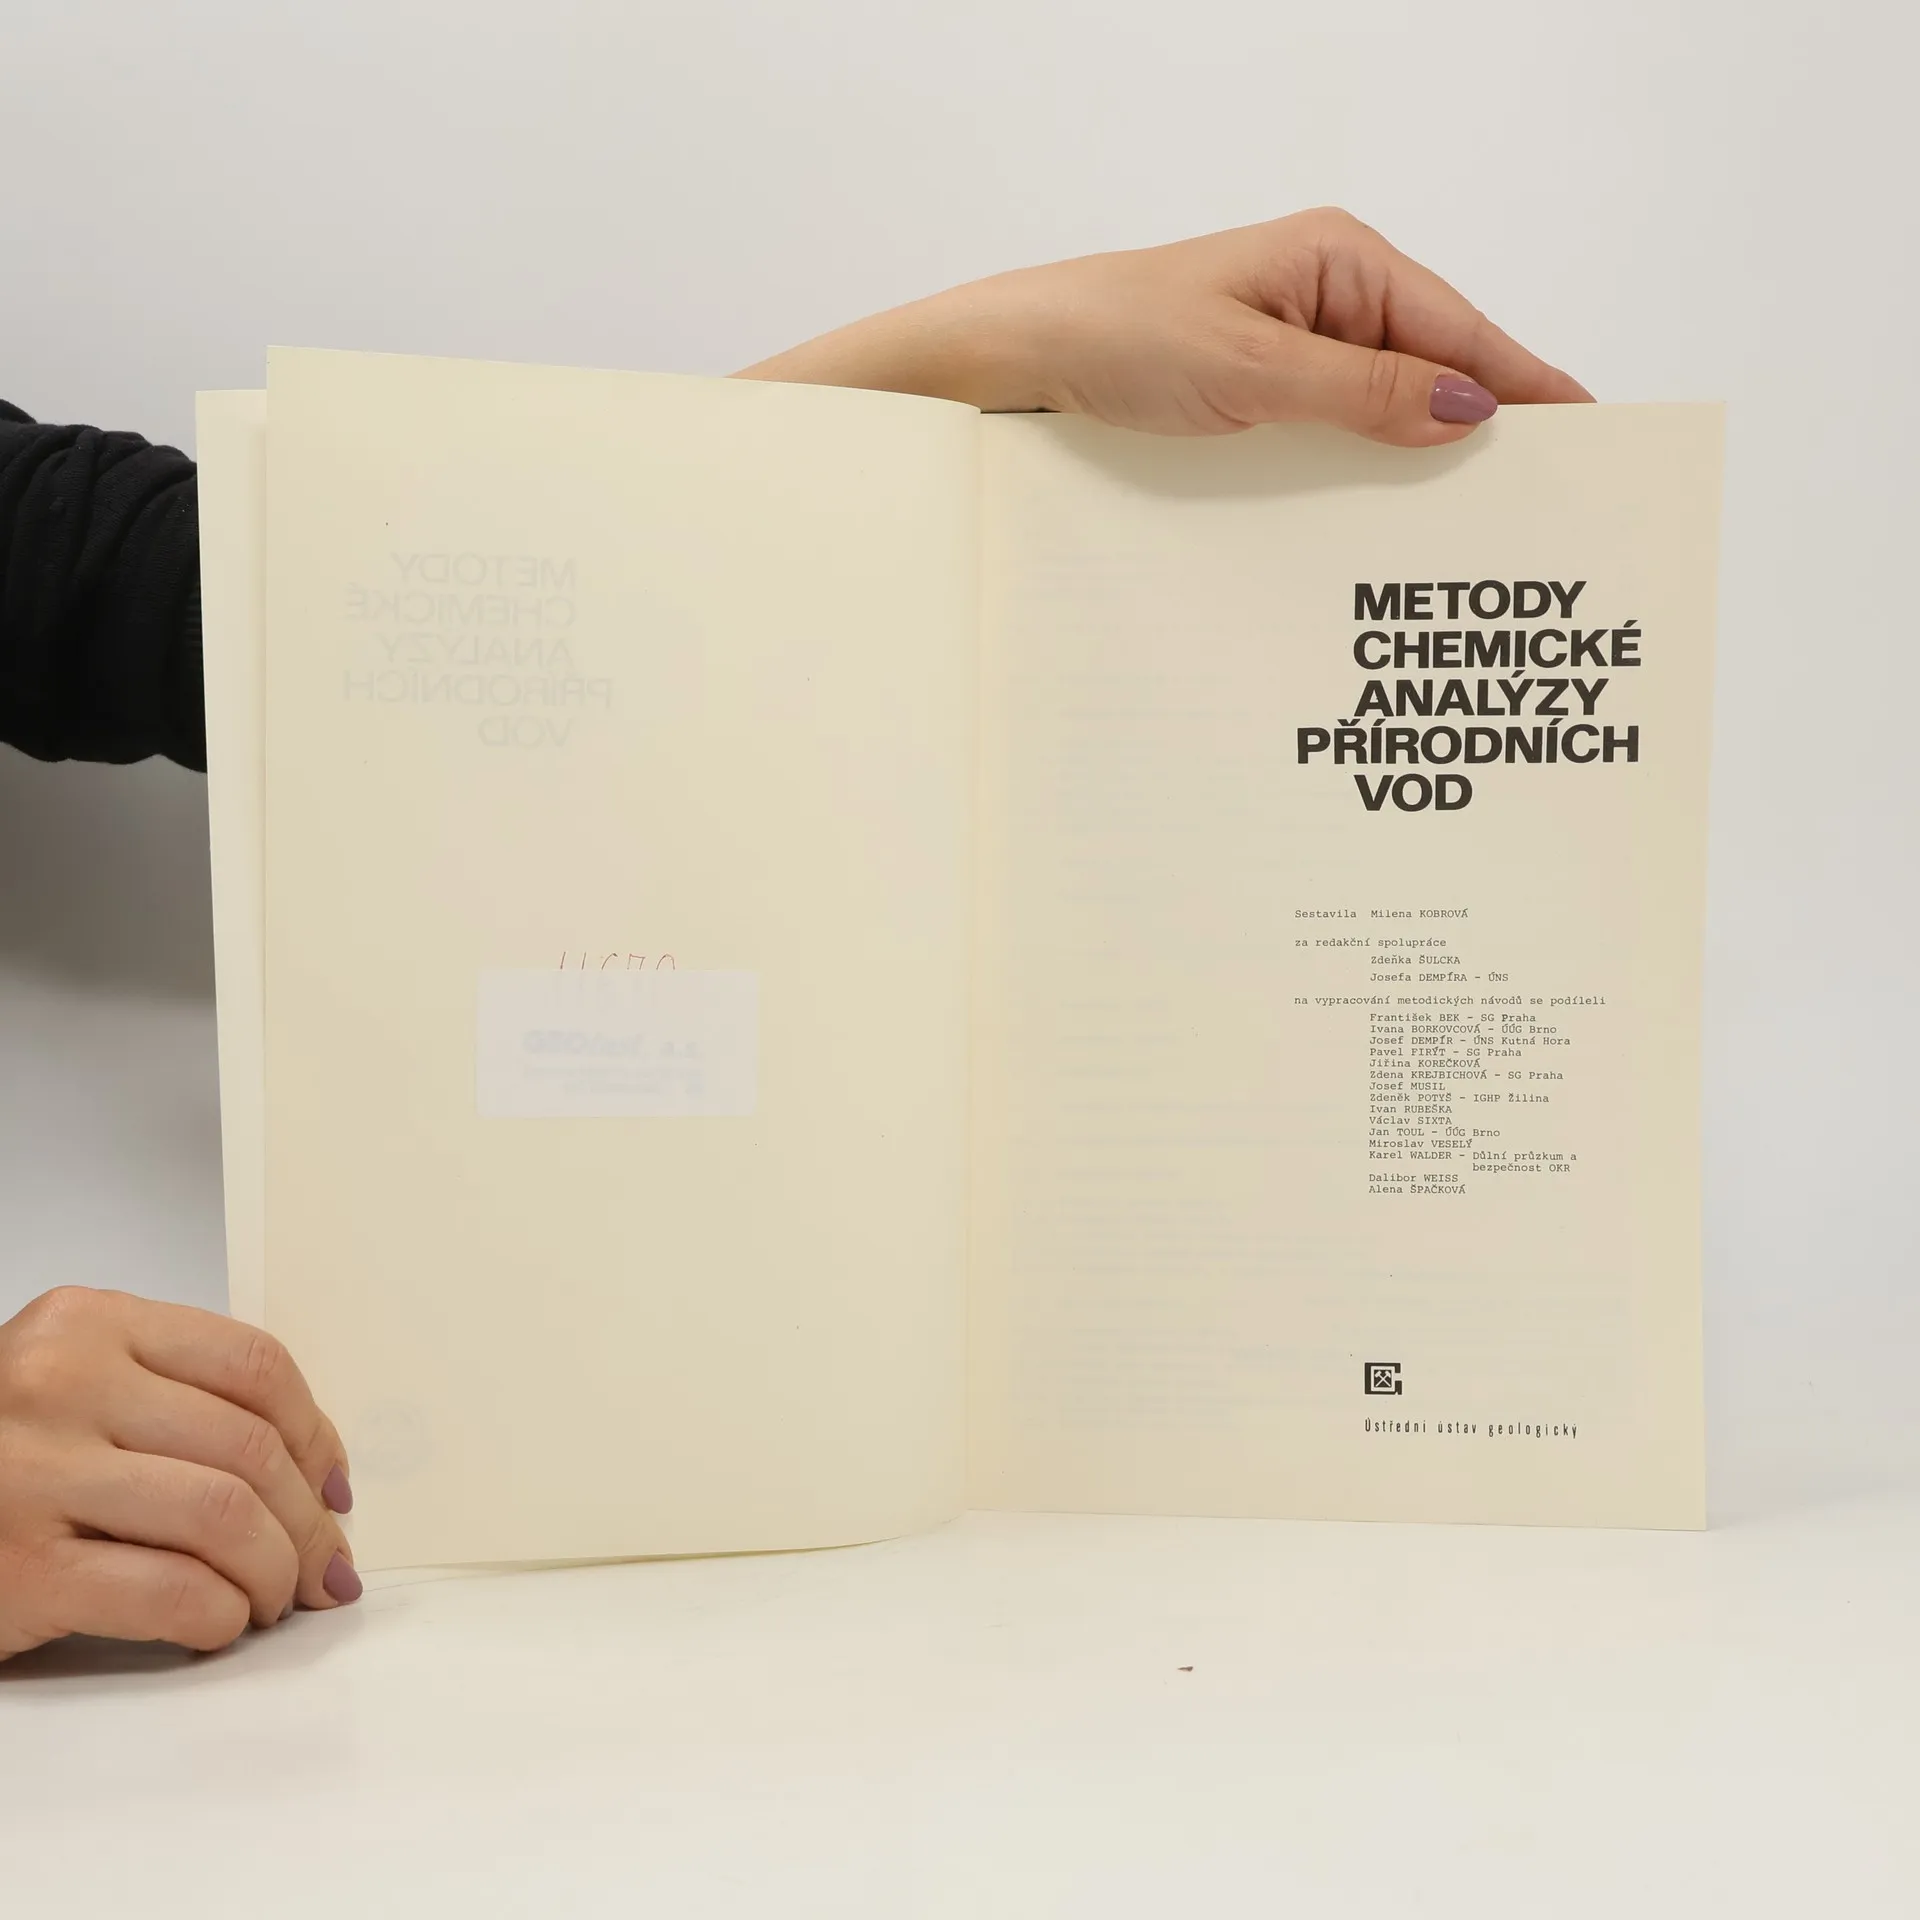 METODY
CHEMICKÉ
ANALÝZY
PŘÍRODNÍCH
VOD
Sestavila Milena KOBROVÁ
za redakční spolupráce
Zdeňka ŠULCKA
Josefa DEMPÍRA - ÚNS
na vypracování metodických návodů se podíleli
František BEK - SG Praha
Ivana BORKOVCOVÁ - ÚÚG Brno
Josef DEMPÍR - ÚNS Kutná Hora
Pavel FIRÝT - SG Praha
Jiřina KOREČKOVÁ
Zdena KREJBICHOVÁ - SG Praha
Josef MUSIL
Zdeněk POTYŠ - IGHP Žilina
Ivan RUBEŠKA
Václav SIXTA
Jan TOUL - ÚÚG Brno
Miroslav VESELÝ
Karel WALDER - Důlní průzkum a
bezpečnost OKR
Dalibor WEISS
Alena ŠPAČKOVÁ
Ústřední ústav geologický